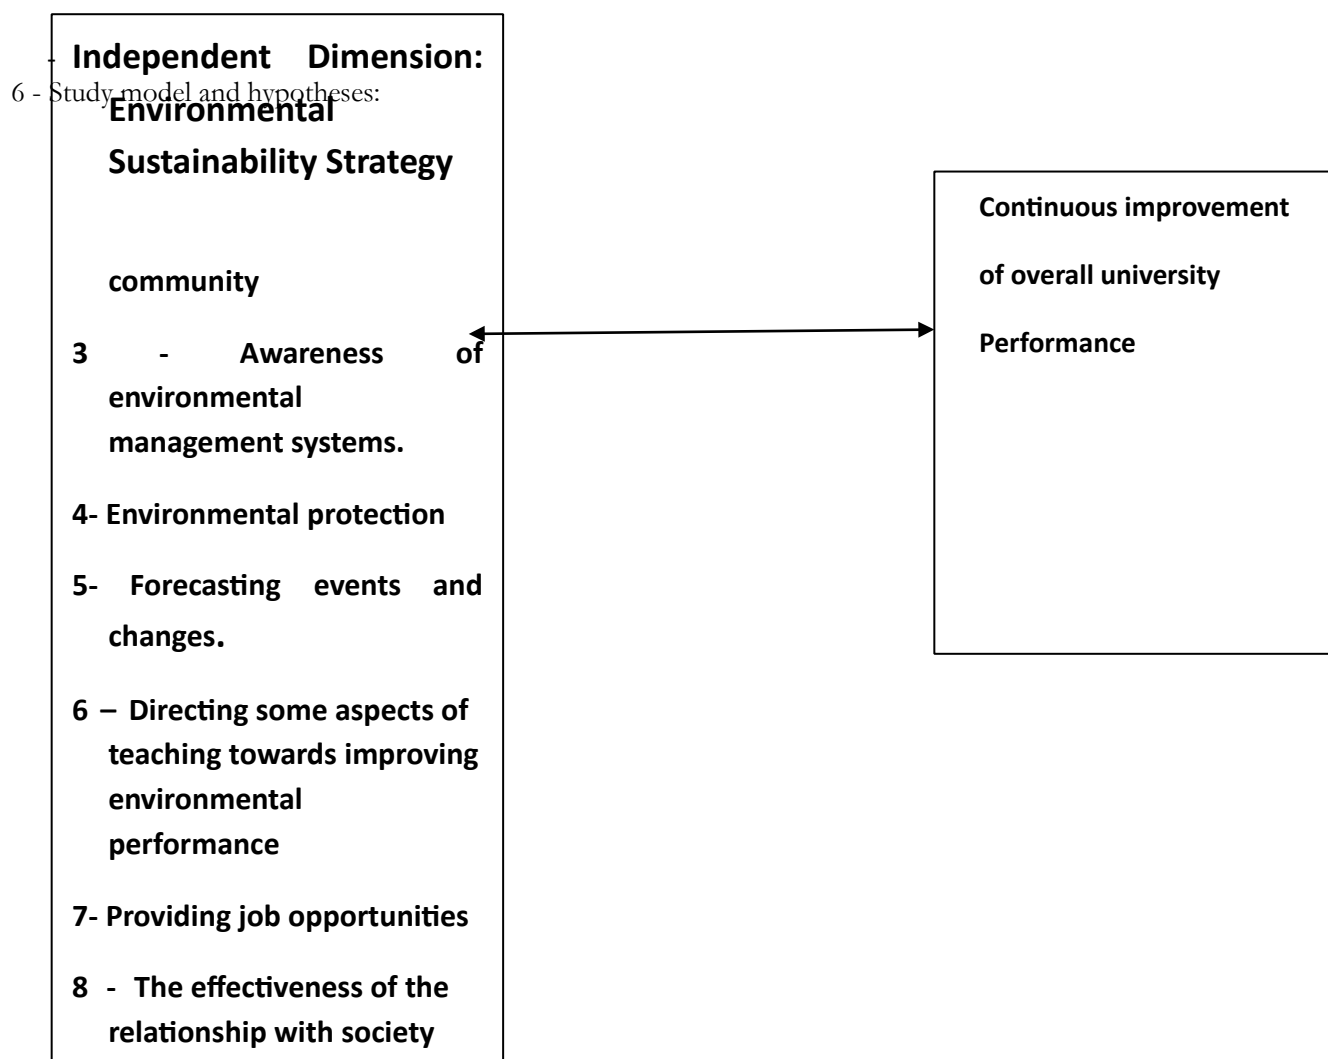 - Independent Dimension:
6 - Study model and hypotheses:
Environmental
Sustainability Strategy
community
3 - Awareness of
environmental
management systems.
4- Environmental protection
5- Forecasting events and
changes.
6 – Directing some aspects of
teaching towards improving
environmental
performance
7- Providing job opportunities
8 - The effectiveness of the
relationship with society
Continuous improvement
of overall university
Performance